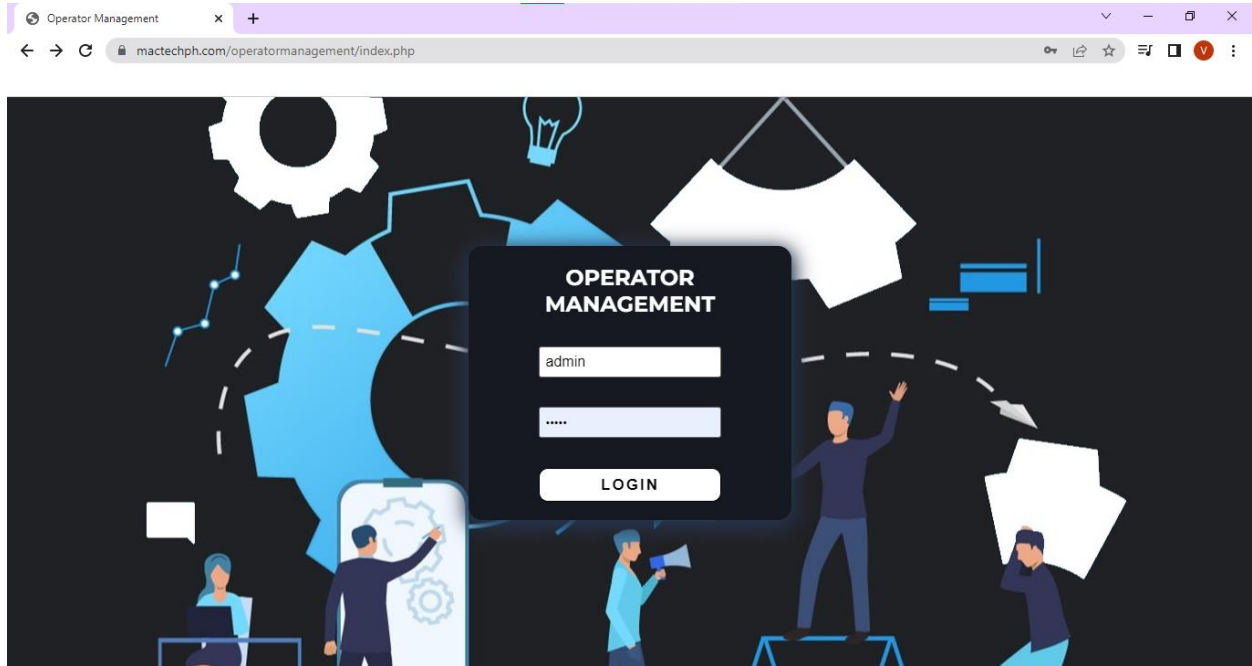 Operator Management
mactechph.com/operatormanagement/index.php
V
OPERATOR
MANAGEMENT
admin
•••••
LOGIN